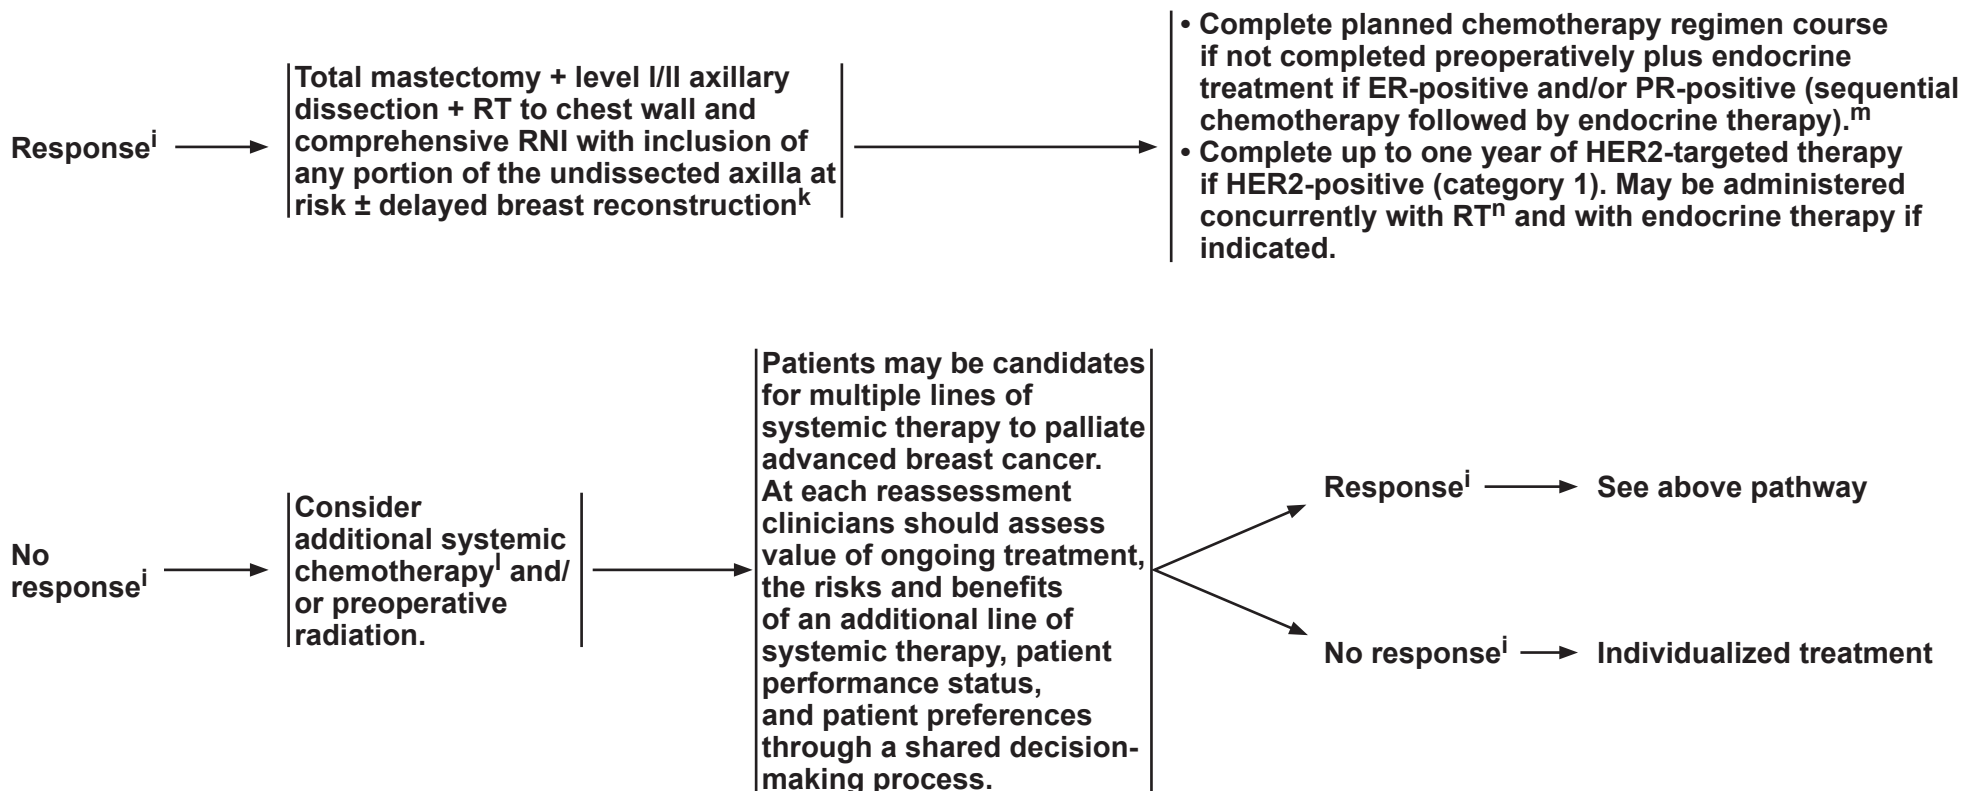 Responseⁱ
Total mastectomy + level I/II axillary
dissection + RT to chest wall and
comprehensive RNI with inclusion of
any portion of the undissected axilla at
risk ± delayed breast reconstructionᵏ
• Complete planned chemotherapy regimen course
if not completed preoperatively plus endocrine
treatment if ER-positive and/or PR-positive (sequential
chemotherapy followed by endocrine therapy).ᵐ
• Complete up to one year of HER2-targeted therapy
if HER2-positive (category 1). May be administered
concurrently with RTⁿ and with endocrine therapy if
indicated.
No
responseⁱ
Consider
additional systemic
chemotherapyˡ and/
or preoperative
radiation.
Patients may be candidates
for multiple lines of
systemic therapy to palliate
advanced breast cancer.
At each reassessment
clinicians should assess
value of ongoing treatment,
the risks and benefits
of an additional line of
systemic therapy, patient
performance status,
and patient preferences
through a shared decision-
making process.
Responseⁱ
See above pathway
No responseⁱ
Individualized treatment